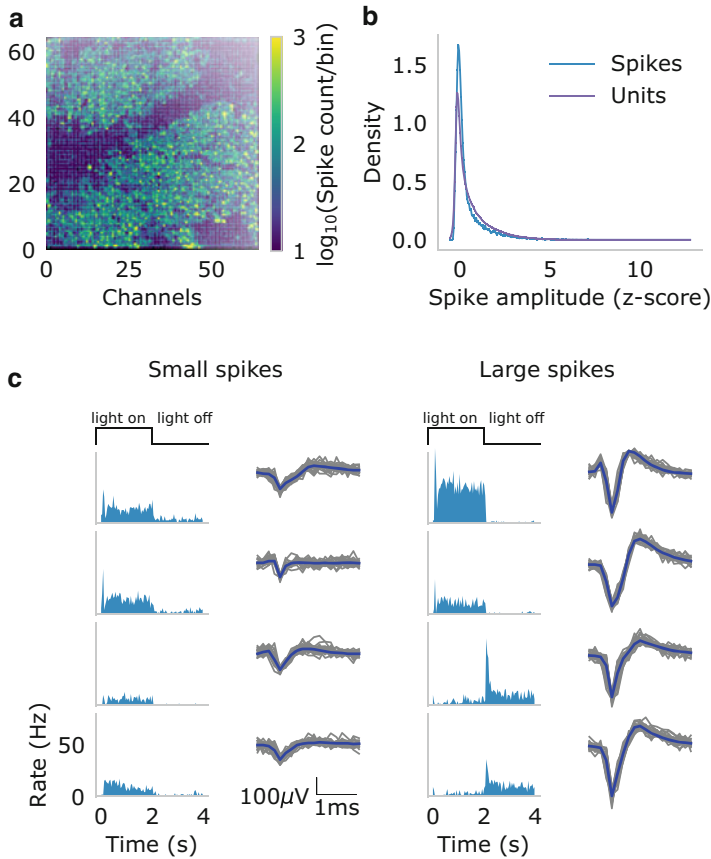 a
60
40
20
0
0
25
50
Channels
3
2
1
log10(Spike count/bin)
b
1.5
1.0
0.5
0.0
Density
Spikes
Units
0
5
10
Spike amplitude (z-score)
c
Small spikes
Large spikes
light on
light off
light on
light off
50
0
Rate (Hz)
0
2
4
Time (s)
100μV
1ms
0
2
4
Time (s)